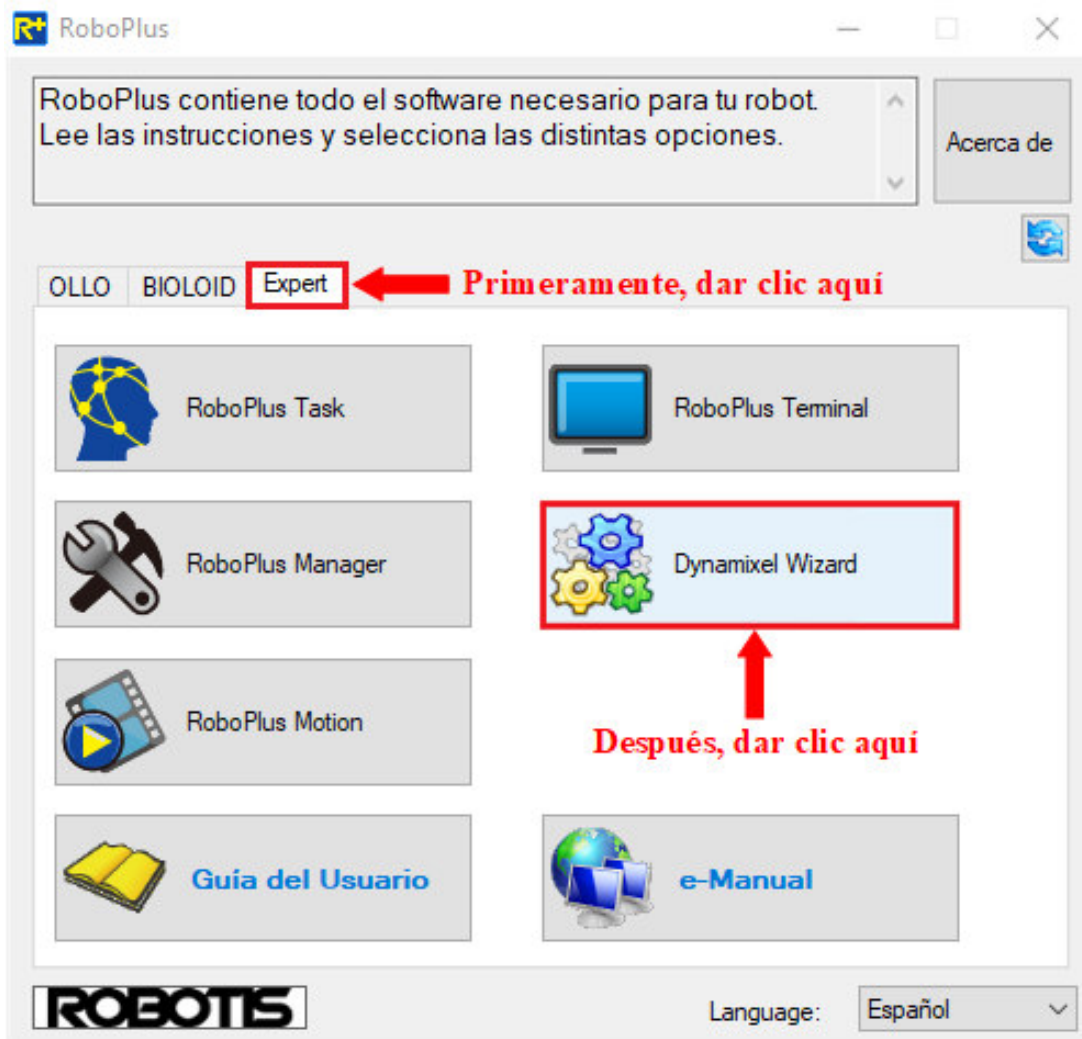 RoboPlus
RoboPlus contiene todo el software necesario para tu robot.
Lee las instrucciones y selecciona las distintas opciones.
Acerca de
OLLO
BIOLOID
Expert
Primeramente, dar clic aquí
RoboPlus Task
RoboPlus Terminal
RoboPlus Manager
Dynamixel Wizard
RoboPlus Motion
Después, dar clic aquí
Guía del Usuario
e-Manual
ROBOTIS
Language:
Español